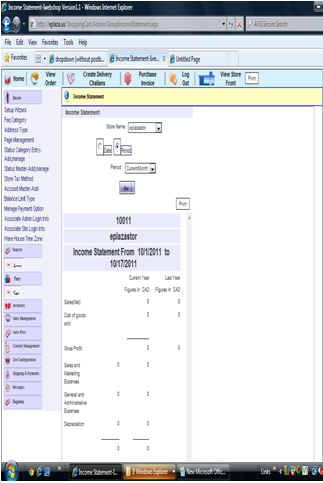 Income Statement-Iwebshop Version1.1 - Windows Internet Explorer
http://eplaza.us/ShoppingCart/Admin/GroupIncomeStatement.aspx
AVG Secure Search
File Edit View Favorites Tools Help
Favorites dropdown (without postb... Income Statement-Iwe... X Untitled Page
Home View Order Create Delivery Challans Purchase Invoice Log Out View Store Front Print
Master
Setup Wizard
Faq Category
Address Type
Page Management
Status Category Entry-Add,manage
Status Master-Add,manage
Store Tax Method
Account Master-Add
Balance Limit Type
Manage Payment Option
Associate Admin Login Info
Associate Site Login Info
Ware House Time Zone
Reports
Party
Inventory
Sales Management
Sales Price
Content Management
Site Configuration
Shipping & Payments
Messages
Registers
Income Statement
Income Statement
Store Name : eplazastor
Date Period
Period : CurrentMonth
Go
Print
10011
eplazastor
Income Statement From 10/1/2011 to 10/17/2011
Current Year Last Year
Figures in CAD Figures in CAD
Sales(Net) 0 0
Cost of goods sold 0 0
Gross Profit 0 0
Sales and Marketing Expenses 0 0
General and Administrative Expenses 0 0
Depreciation 0 0
0 0
Income Statement-I... 2 Windows Explorer New Microsoft Offic... Links